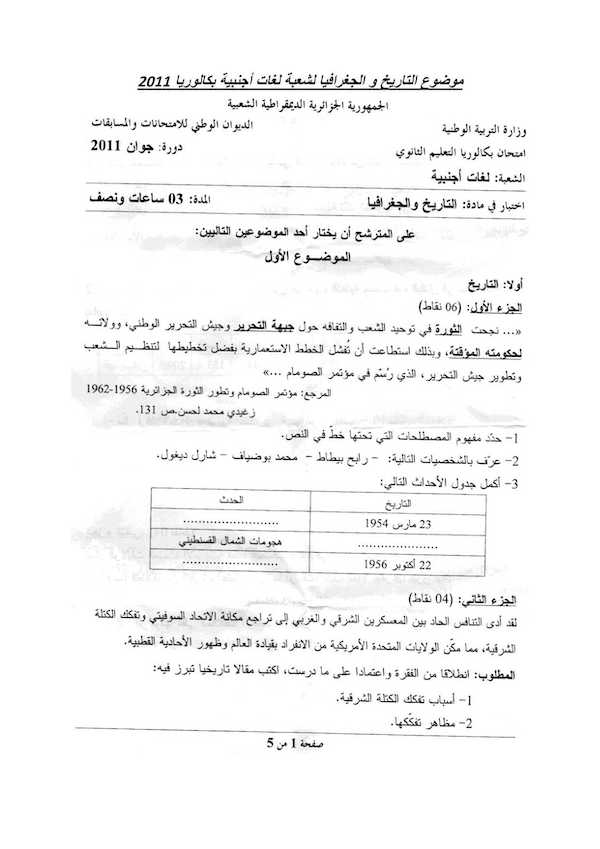 موضوع التاريخ و الجغرافيا لشعبة لغات أجنبية بكالوريا 2011
الجمهورية الجزائرية الديمقراطية الشعبية
وزارة التربية الوطنية
الديوان الوطني للامتحانات والمسابقات
امتحان بكالوريا التعليم الثانوي
دورة: جوان 2011
الشعبة: لغات أجنبية
اختبار في مادة: التاريخ والجغرافيا
المدة: 03 ساعات ونصف
على المترشح أن يختار أحد الموضوعين التاليين:
الموضـــوع الأول
أولا: التاريخ
الجزء الأول: (06 نقاط)
«... نجحت الثورة في توحيد الشعب والتفافه حول جبهة التحرير وجيش التحرير الوطني، وولائـــه
لحكومته المؤقتة، وبذلك استطاعت أن تُفشل الخطط الاستعمارية بفضل تخطيطها لتنظــيم الــشعب
وتطوير جيش التحرير، الذي رُسّم في مؤتمر الصومام ...»
المرجع: مؤتمر الصومام وتطور الثورة الجزائرية 1956-1962
زغيدي محمد لحسن.ص 131.
1- حدّد مفهوم المصطلحات التي تحتها خطّ في النص.
2- عرّف بالشخصيات التالية: - رابح بيطاط - محمد بوضياف - شارل ديغول.
3- أكمل جدول الأحداث التالي:
التاريخ
الحدث
23 مارس 1954
........................
....................
هجومات الشمال القسنطيني
22 أكتوبر 1956
........................
الجزء الثاني: (04 نقاط)
لقد أدى التنافس الحاد بين المعسكرين الشرقي والغربي إلى تراجع مكانة الاتحاد السوفيتي وتفكك الكتلة
الشرقية، مما مكّن الولايات المتحدة الأمريكية من الانفراد بقيادة العالم وظهور الأحادية القطبية.
المطلوب: انطلاقا من الفقرة واعتمادا على ما درست، اكتب مقالا تاريخيا تبرز فيه:
1- أسباب تفكك الكتلة الشرقية.
2- مظاهر تفكّكها.
صفحة 1 من 5